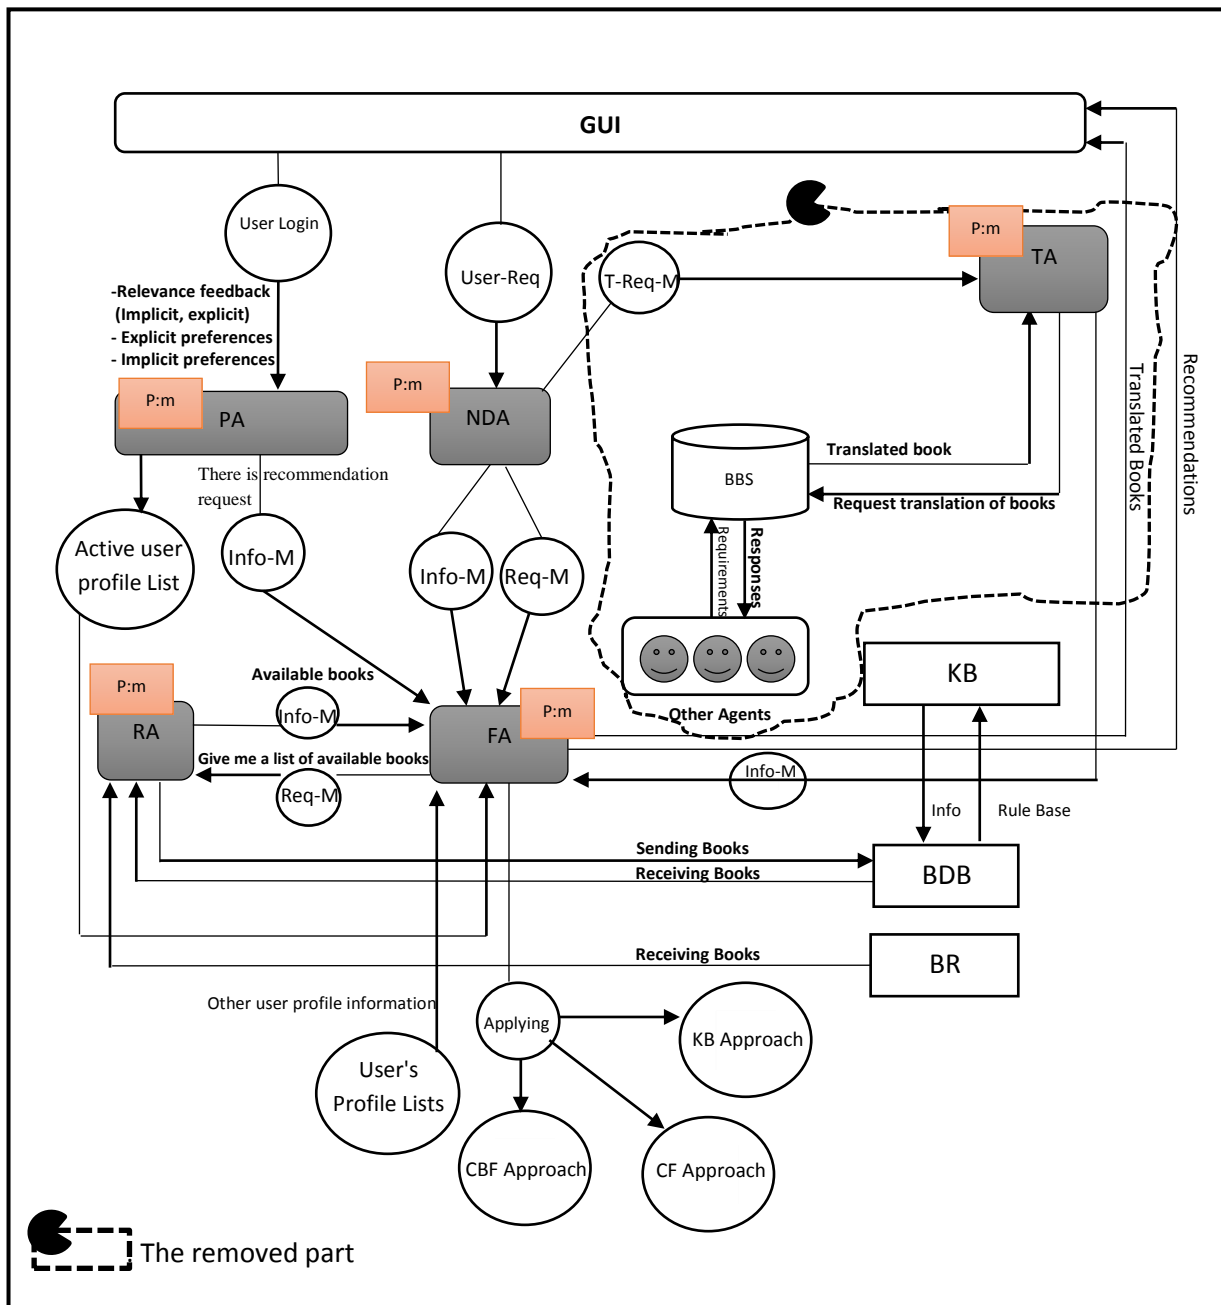 GUI
User Login
User-Req
T-Req-M
P:m
TA
-Relevance feedback
(Implicit, explicit)
- Explicit preferences
- Implicit preferences
P:m
PA
P:m
NDA
Translated Books
Recommendations
There is recommendation
request
BBS
Translated book
Request translation of books
Active user
profile List
Info-M
Info-M
Req-M
Requirements
Responses
Other Agents
KB
P:m
RA
Available books
Info-M
P:m
FA
Give me a list of available books
Req-M
Info-M
Info
Rule Base
Sending Books
Receiving Books
BDB
Receiving Books
BR
Other user profile information
Applying
KB Approach
User's
Profile Lists
CBF Approach
CF Approach
The removed part